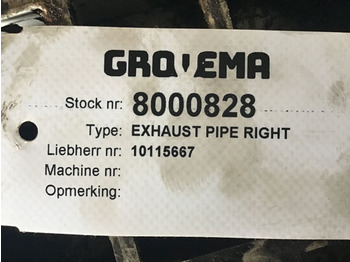 GROVEMA
Stock nr: 8000828
Type: EXHAUST PIPE RIGHT
Liebherr nr: 10115667
Machine nr:
Opmerking: